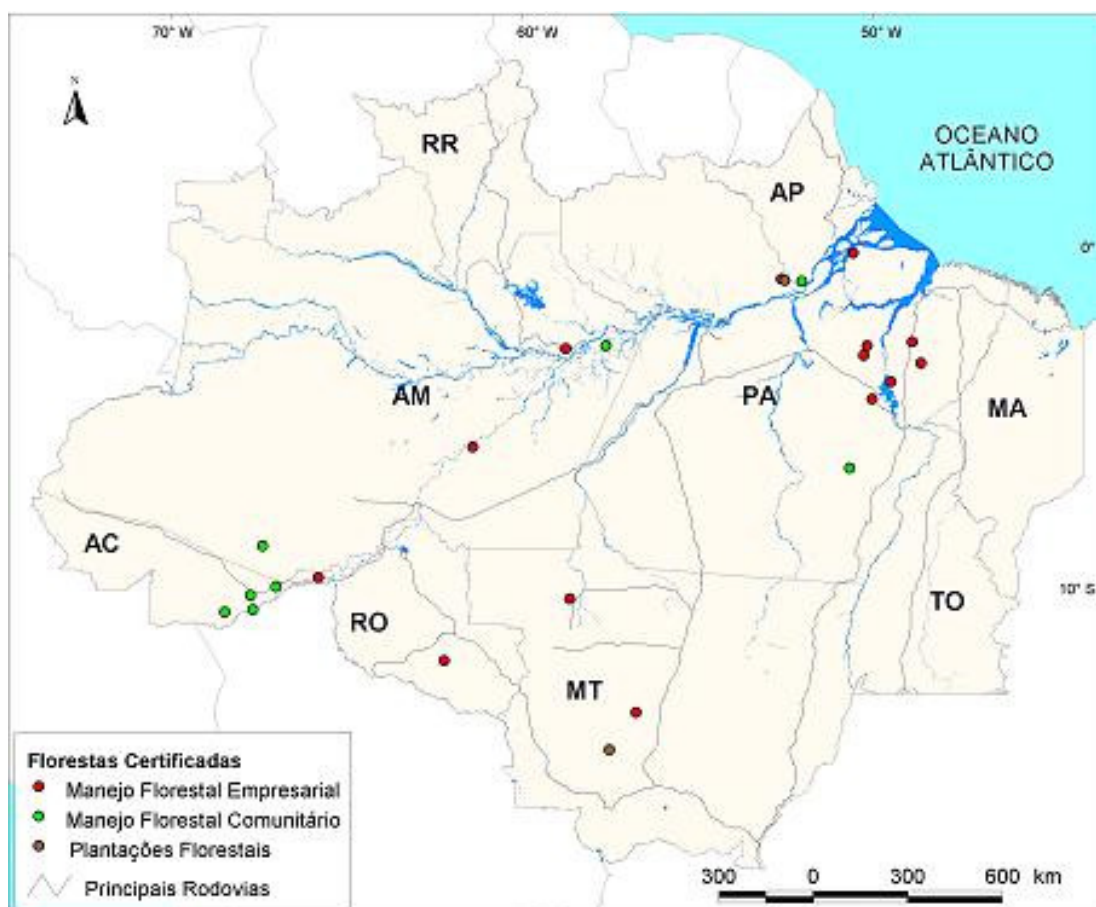 70° W 60° W 50° W
N
RR
OCEANO
ATLÂNTICO
AP
0°
AM
PA
MA
AC
RO
TO
10° S
MT
Florestas Certificadas
Manejo Florestal Empresarial
Manejo Florestal Comunitário
Plantações Florestais
Principais Rodovias
300 0 300 600 km